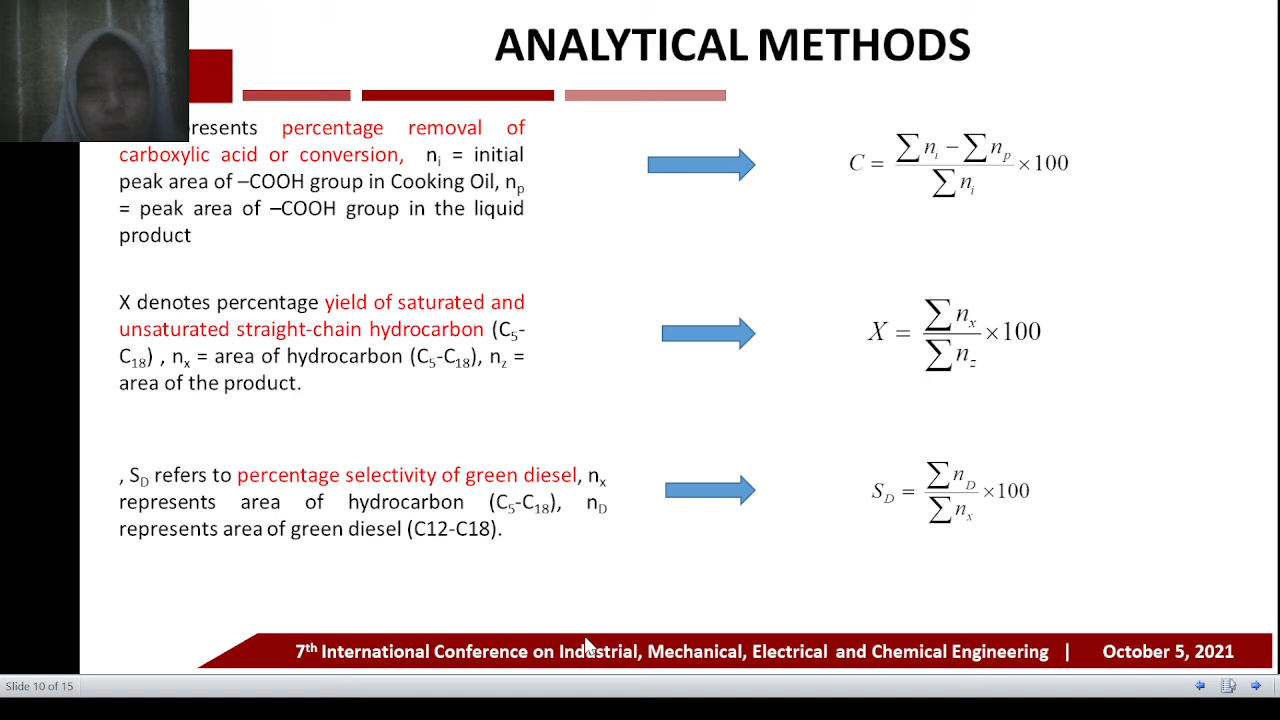 ANALYTICAL METHODS
percentage removal of
carboxylic acid or conversion, nᵢ = initial
peak area of –COOH group in Cooking Oil, nₚ
= peak area of –COOH group in the liquid
product
C = (∑nᵢ − ∑nₚ) / ∑nᵢ ×100
X denotes percentage yield of saturated and
unsaturated straight-chain hydrocarbon (C₅-
C₁₈) , nₓ = area of hydrocarbon (C₅-C₁₈), n_z =
area of the product.
X = ∑nₓ / ∑n_z ×100
, S_D refers to percentage selectivity of green diesel, nₓ
represents area of hydrocarbon (C₅-C₁₈), n_D
represents area of green diesel (C12-C18).
S_D = ∑n_D / ∑nₓ ×100
7th International Conference on Industrial, Mechanical, Electrical and Chemical Engineering | October 5, 2021
Slide 10 of 15